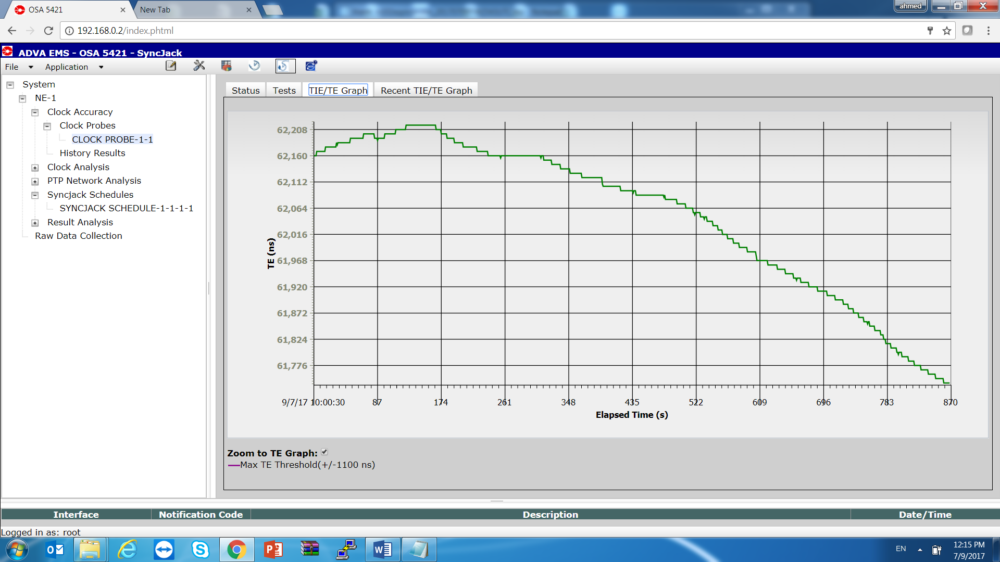 OSA 5421
New Tab
ahmed
192.168.0.2/index.phtml
ADVA EMS - OSA 5421 - SyncJack
File Application
System
NE-1
Clock Accuracy
Clock Probes
CLOCK PROBE-1-1
History Results
Clock Analysis
PTP Network Analysis
Syncjack Schedules
SYNCJACK SCHEDULE-1-1-1-1
Result Analysis
Raw Data Collection
Status Tests TIE/TE Graph Recent TIE/TE Graph
62,208
62,160
62,112
62,064
62,016
61,968
61,920
61,872
61,824
61,776
TE (ns)
9/7/17 10:00:30 87 174 261 348 435 522 609 696 783 870
Elapsed Time (s)
Zoom to TE Graph:
Max TE Threshold(+/-1100 ns)
Interface Notification Code Description Date/Time
Logged in as: root
EN
12:15 PM
7/9/2017